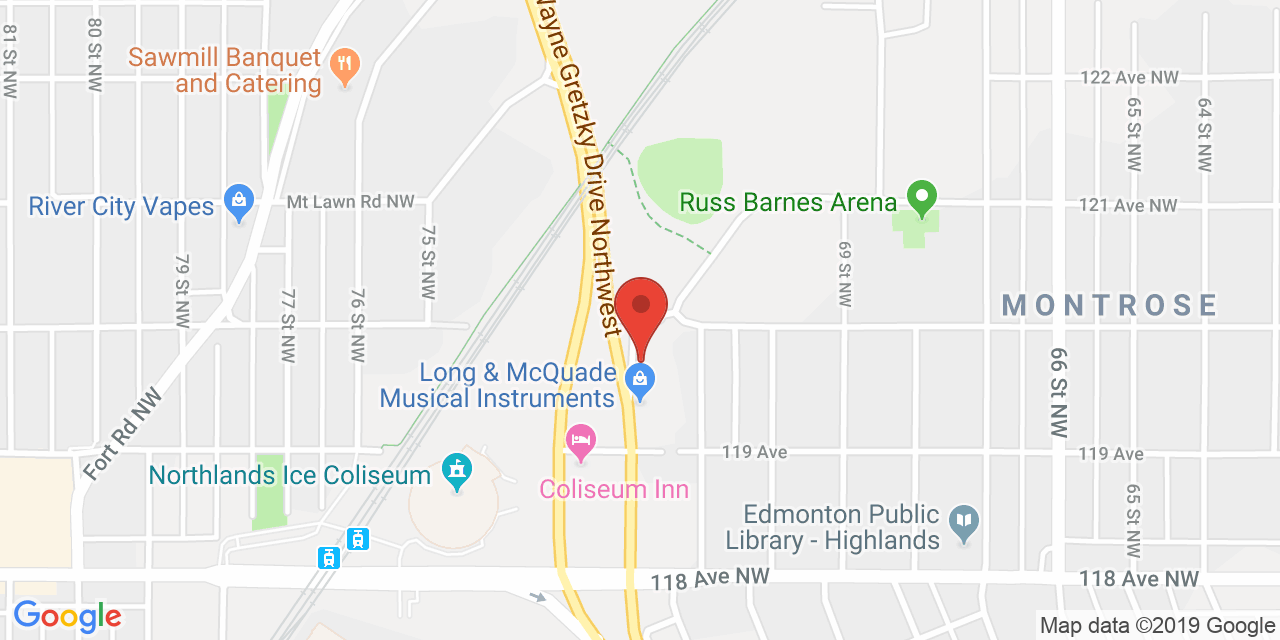 81 St NW
80 St NW
Sawmill Banquet
and Catering
Wayne Gretzky Drive Northwest
122 Ave NW
65 St NW
64 St NW
River City Vapes
Mt Lawn Rd NW
Russ Barnes Arena
121 Ave NW
75 St NW
79 St NW
77 St NW
76 St NW
69 St NW
MONTROSE
Long & McQuade
Musical Instruments
66 St NW
Fort Rd NW
119 Ave
119 Ave
Northlands Ice Coliseum
Coliseum Inn
65 St NW
Edmonton Public
Library - Highlands
118 Ave NW
118 Ave NW
Google
Map data ©2019 Google